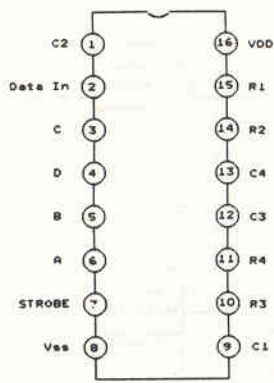 C2 1 16 VDD
Data In 2 15 R1
C 3 14 R2
D 4 13 C4
B 5 12 C3
A 6 11 R4
STROBE 7 10 R3
Vss 8 9 C1